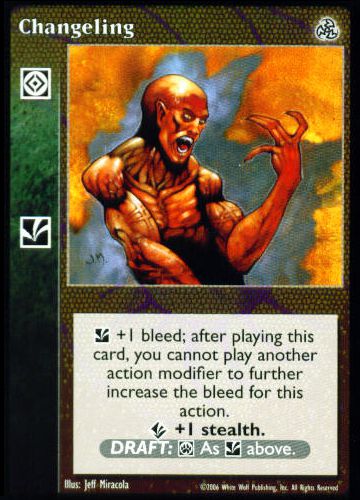 Changeling
J.M.
+1 bleed; after playing this
card, you cannot play another
action modifier to further
increase the bleed for this
action.
+1 stealth.
DRAFT: As above.
Illus: Jeff Miracola ©2006 White Wolf Publishing, Inc. All Rights Reserved